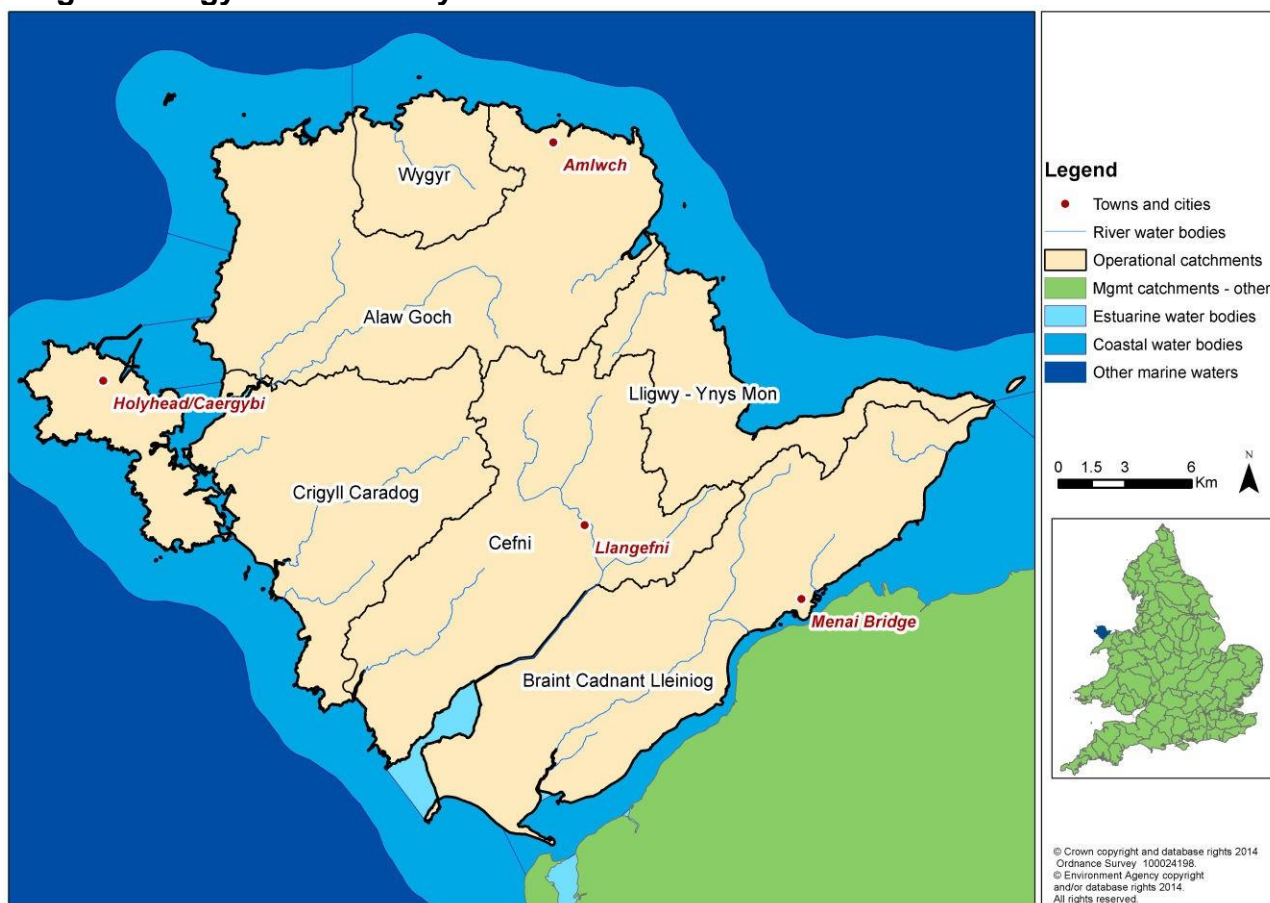 Wygyr
Amlwch
Alaw Goch
Holyhead/Caergybi
Lligwy - Ynys Mon
Crigyll Caradog
Cefni
Llangefni
Menai Bridge
Braint Cadnant Lleiniog
Legend
Towns and cities
River water bodies
Operational catchments
Mgmt catchments - other
Estuarine water bodies
Coastal water bodies
Other marine waters
N
0 1.5 3 6
Km
© Crown copyright and database rights 2014
Ordnance Survey 100024198.
© Environment Agency copyright
and/or database rights 2014.
All rights reserved.